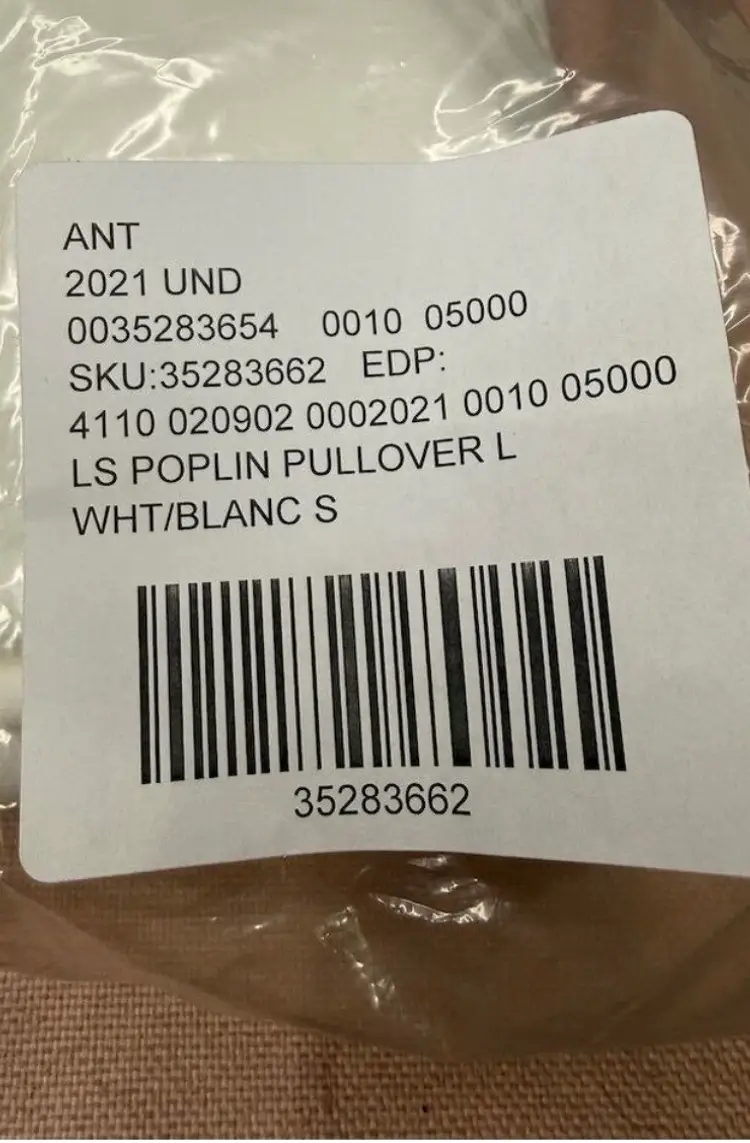 ANT
2021 UND
0035283654 0010 05000
SKU:35283662 EDP:
4110 020902 0002021 0010 05000
LS POPLIN PULLOVER L
WHT/BLANC S
35283662